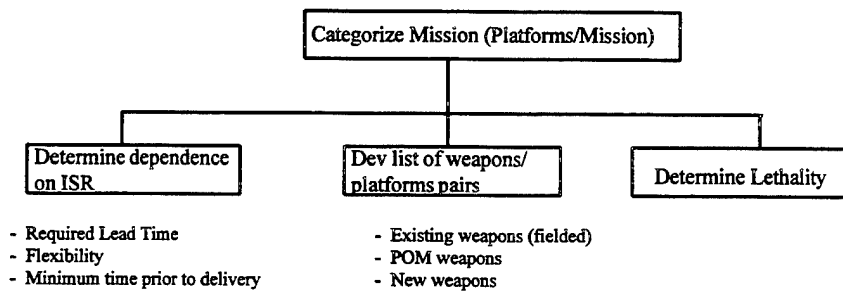 Categorize Mission (Platforms/Mission)
Determine dependence
on ISR
Dev list of weapons/
platforms pairs
Determine Lethality
- Required Lead Time
- Flexibility
- Minimum time prior to delivery
- Existing weapons (fielded)
- POM weapons
- New weapons